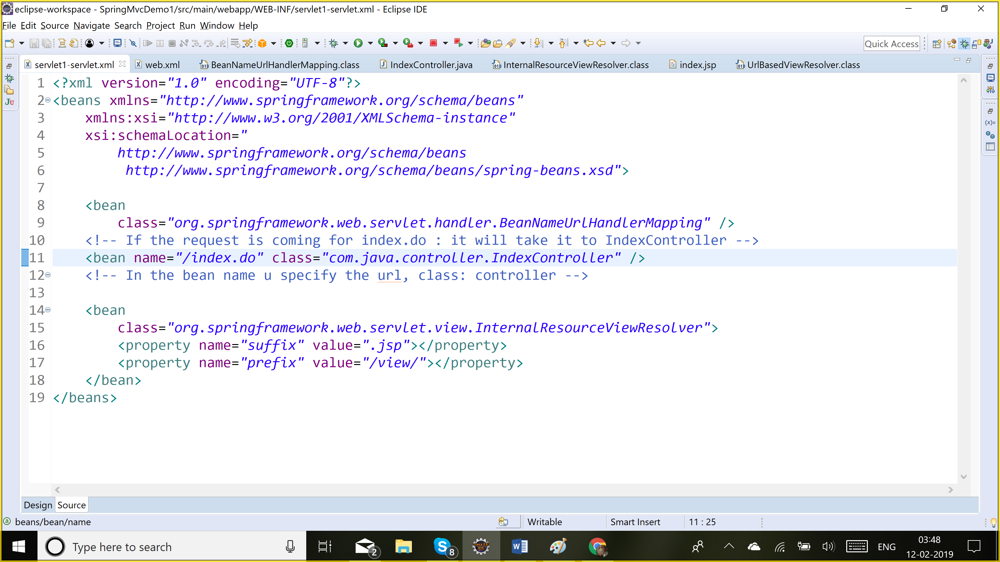 eclipse-workspace - SpringMvcDemo1/src/main/webapp/WEB-INF/servlet1-servlet.xml - Eclipse IDE
File Edit Source Navigate Search Project Run Window Help
Quick Access
servlet1-servlet.xml web.xml BeanNameUrlHandlerMapping.class IndexController.java InternalResourceViewResolver.class index.jsp UrlBasedViewResolver.class
1 <?xml version="1.0" encoding="UTF-8"?>
2 <beans xmlns="http://www.springframework.org/schema/beans"
3 xmlns:xsi="http://www.w3.org/2001/XMLSchema-instance"
4 xsi:schemaLocation="
5 http://www.springframework.org/schema/beans
6 http://www.springframework.org/schema/beans/spring-beans.xsd">
7
8 <bean
9 class="org.springframework.web.servlet.handler.BeanNameUrlHandlerMapping" />
10 <!-- If the request is coming for index.do : it will take it to IndexController -->
11 <bean name="/index.do" class="com.java.controller.IndexController" />
12 <!-- In the bean name u specify the url, class: controller -->
13
14 <bean
15 class="org.springframework.web.servlet.view.InternalResourceViewResolver">
16 <property name="suffix" value=".jsp"></property>
17 <property name="prefix" value="/view/"></property>
18 </bean>
19 </beans>
Design Source
beans/bean/name Writable Smart Insert 11 : 25
Type here to search 2 8 ENG 03:48
12-02-2019